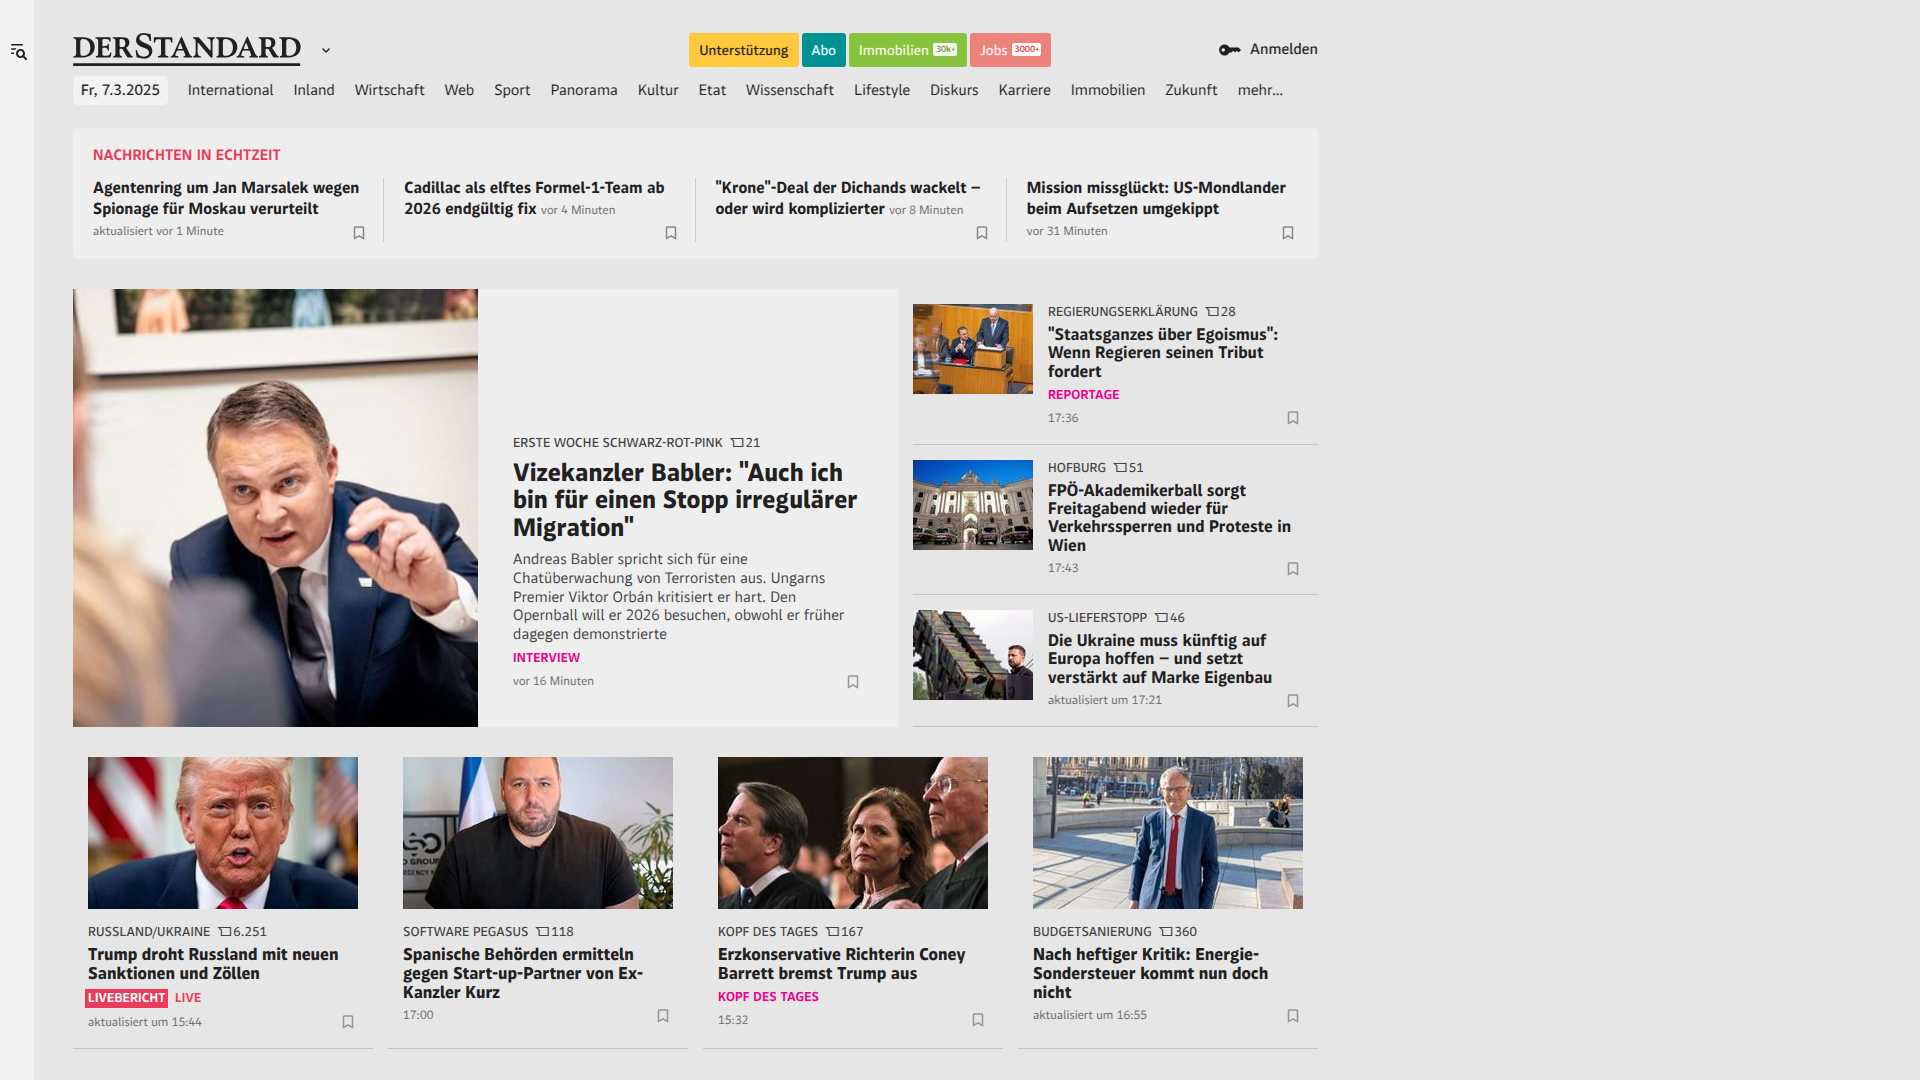 DERSTANDARD
Unterstützung
Abo
Immobilien 30k+
Jobs 3000+
Anmelden
Fr, 7.3.2025
International
Inland
Wirtschaft
Web
Sport
Panorama
Kultur
Etat
Wissenschaft
Lifestyle
Diskurs
Karriere
Immobilien
Zukunft
mehr...
NACHRICHTEN IN ECHTZEIT
Agentenring um Jan Marsalek wegen
Spionage für Moskau verurteilt
aktualisiert vor 1 Minute
Cadillac als elftes Formel-1-Team ab
2026 endgültig fix vor 4 Minuten
"Krone"-Deal der Dichands wackelt –
oder wird komplizierter vor 8 Minuten
Mission missglückt: US-Mondlander
beim Aufsetzen umgekippt
vor 31 Minuten
ERSTE WOCHE SCHWARZ-ROT-PINK 21
Vizekanzler Babler: "Auch ich
bin für einen Stopp irregulärer
Migration"
Andreas Babler spricht sich für eine
Chatüberwachung von Terroristen aus. Ungarns
Premier Viktor Orbán kritisiert er hart. Den
Opernball will er 2026 besuchen, obwohl er früher
dagegen demonstrierte
INTERVIEW
vor 16 Minuten
REGIERUNGSERKLÄRUNG 28
"Staatsganzes über Egoismus":
Wenn Regieren seinen Tribut
fordert
REPORTAGE
17:36
HOFBURG 51
FPÖ-Akademikerball sorgt
Freitagabend wieder für
Verkehrssperren und Proteste in
Wien
17:43
US-LIEFERSTOPP 46
Die Ukraine muss künftig auf
Europa hoffen – und setzt
verstärkt auf Marke Eigenbau
aktualisiert um 17:21
RUSSLAND/UKRAINE 6.251
Trump droht Russland mit neuen
Sanktionen und Zöllen
LIVEBERICHT LIVE
aktualisiert um 15:44
SOFTWARE PEGASUS 118
Spanische Behörden ermitteln
gegen Start-up-Partner von Ex-
Kanzler Kurz
17:00
KOPF DES TAGES 167
Erzkonservative Richterin Coney
Barrett bremst Trump aus
KOPF DES TAGES
15:32
BUDGETSANIERUNG 360
Nach heftiger Kritik: Energie-
Sondersteuer kommt nun doch
nicht
aktualisiert um 16:55